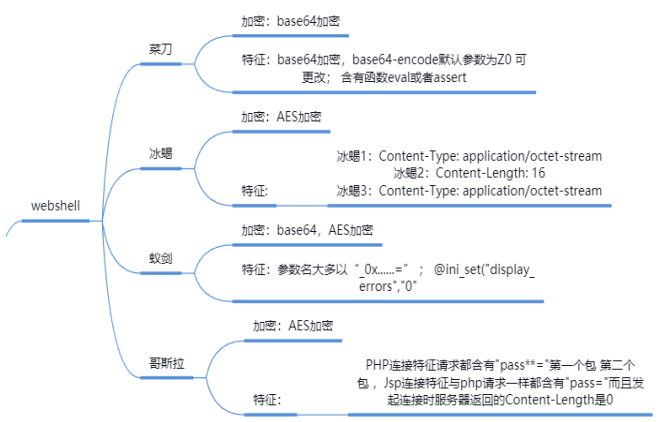 webshell
菜刀
加密：base64加密
特征：base64加密，base64-encode默认参数为Z0 可
更改； 含有函数eval或者assert
冰蝎
加密：AES加密
特征:
冰蝎1：Content-Type: application/octet-stream
冰蝎2：Content-Length: 16
冰蝎3：Content-Type: application/octet-stream
蚁剑
加密：base64，AES加密
特征：参数名大多以“_0x......=” ； @ini_set("display_
errors","0"
哥斯拉
加密：AES加密
特征：
PHP连接特征请求都含有"pass**="第一个包 第二个
包 ，Jsp连接特征与php请求一样都含有"pass="而且发
起连接时服务器返回的Content-Length是0